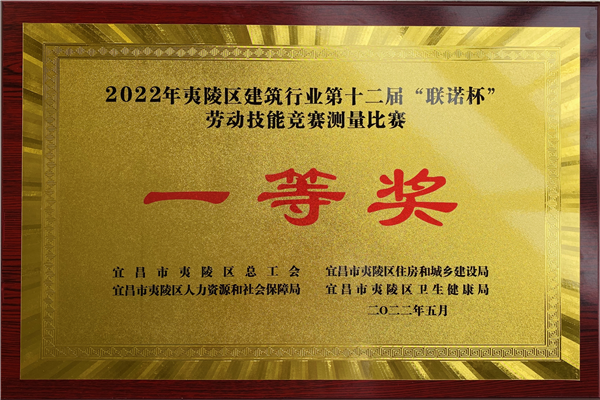 2022年夷陵区建筑行业第十二届“联诺杯”
劳动技能竞赛测量比赛
一等奖
宜昌市夷陵区总工会 宜昌市夷陵区住房和城乡建设局
宜昌市夷陵区人力资源和社会保障局 宜昌市夷陵区卫生健康局
二〇二二年五月